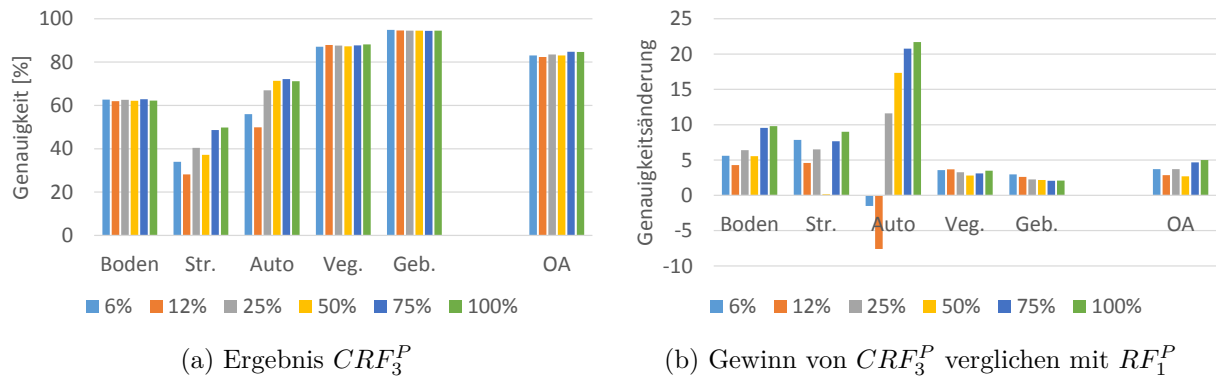 Genauigkeit [%]
100
80
60
40
20
0
Boden Str. Auto Veg. Geb. OA
6% 12% 25% 50% 75% 100%
(a) Ergebnis CRF_3^P
Genauigkeitsänderung
25
20
15
10
5
0
-5
-10
Boden Str. Auto Veg. Geb. OA
6% 12% 25% 50% 75% 100%
(b) Gewinn von CRF_3^P verglichen mit RF_1^P